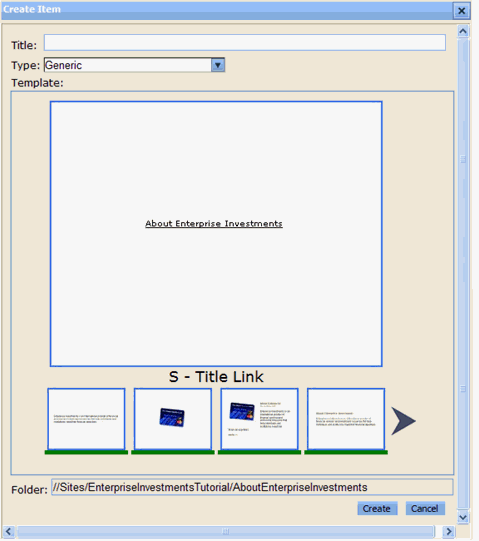 Create Item
Title:
Type: Generic
Template:
About Enterprise Investments
S - Title Link
Folder: //Sites/EnterpriseInvestmentsTutorial/AboutEnterpriseInvestments
Create Cancel